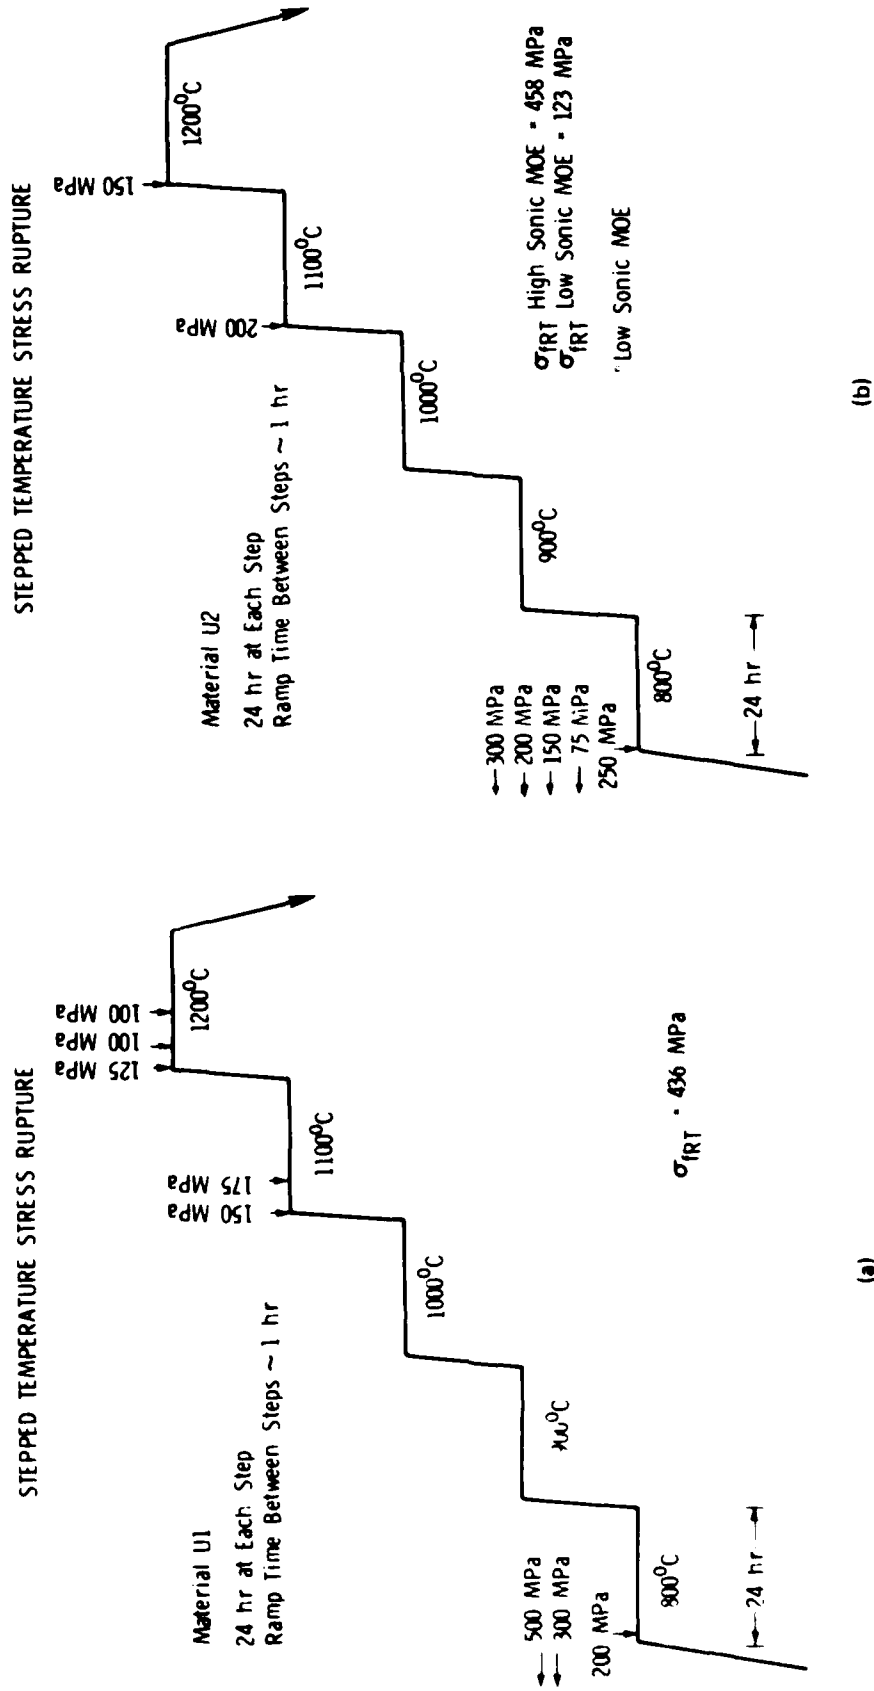 STEPPED TEMPERATURE STRESS RUPTURE
Material U1
24 hr at Each Step
Ramp Time Between Steps ~ 1 hr
125 MPa
100 MPa
100 MPa
1200°C
150 MPa
175 MPa
1100°C
1000°C
00°C
← 500 MPa
← 300 MPa
200 MPa
800°C
24 hr
σfRT = 436 MPa
(a)
STEPPED TEMPERATURE STRESS RUPTURE
Material U2
24 hr at Each Step
Ramp Time Between Steps ~ 1 hr
150 MPa
1200°C
200 MPa
1100°C
1000°C
900°C
← 300 MPa
← 200 MPa
← 150 MPa
← 75 MPa
250 MPa
800°C
24 hr
σfRT High Sonic MOE = 458 MPa
σfRT Low Sonic MOE = 123 MPa
*Low Sonic MOE
(b)